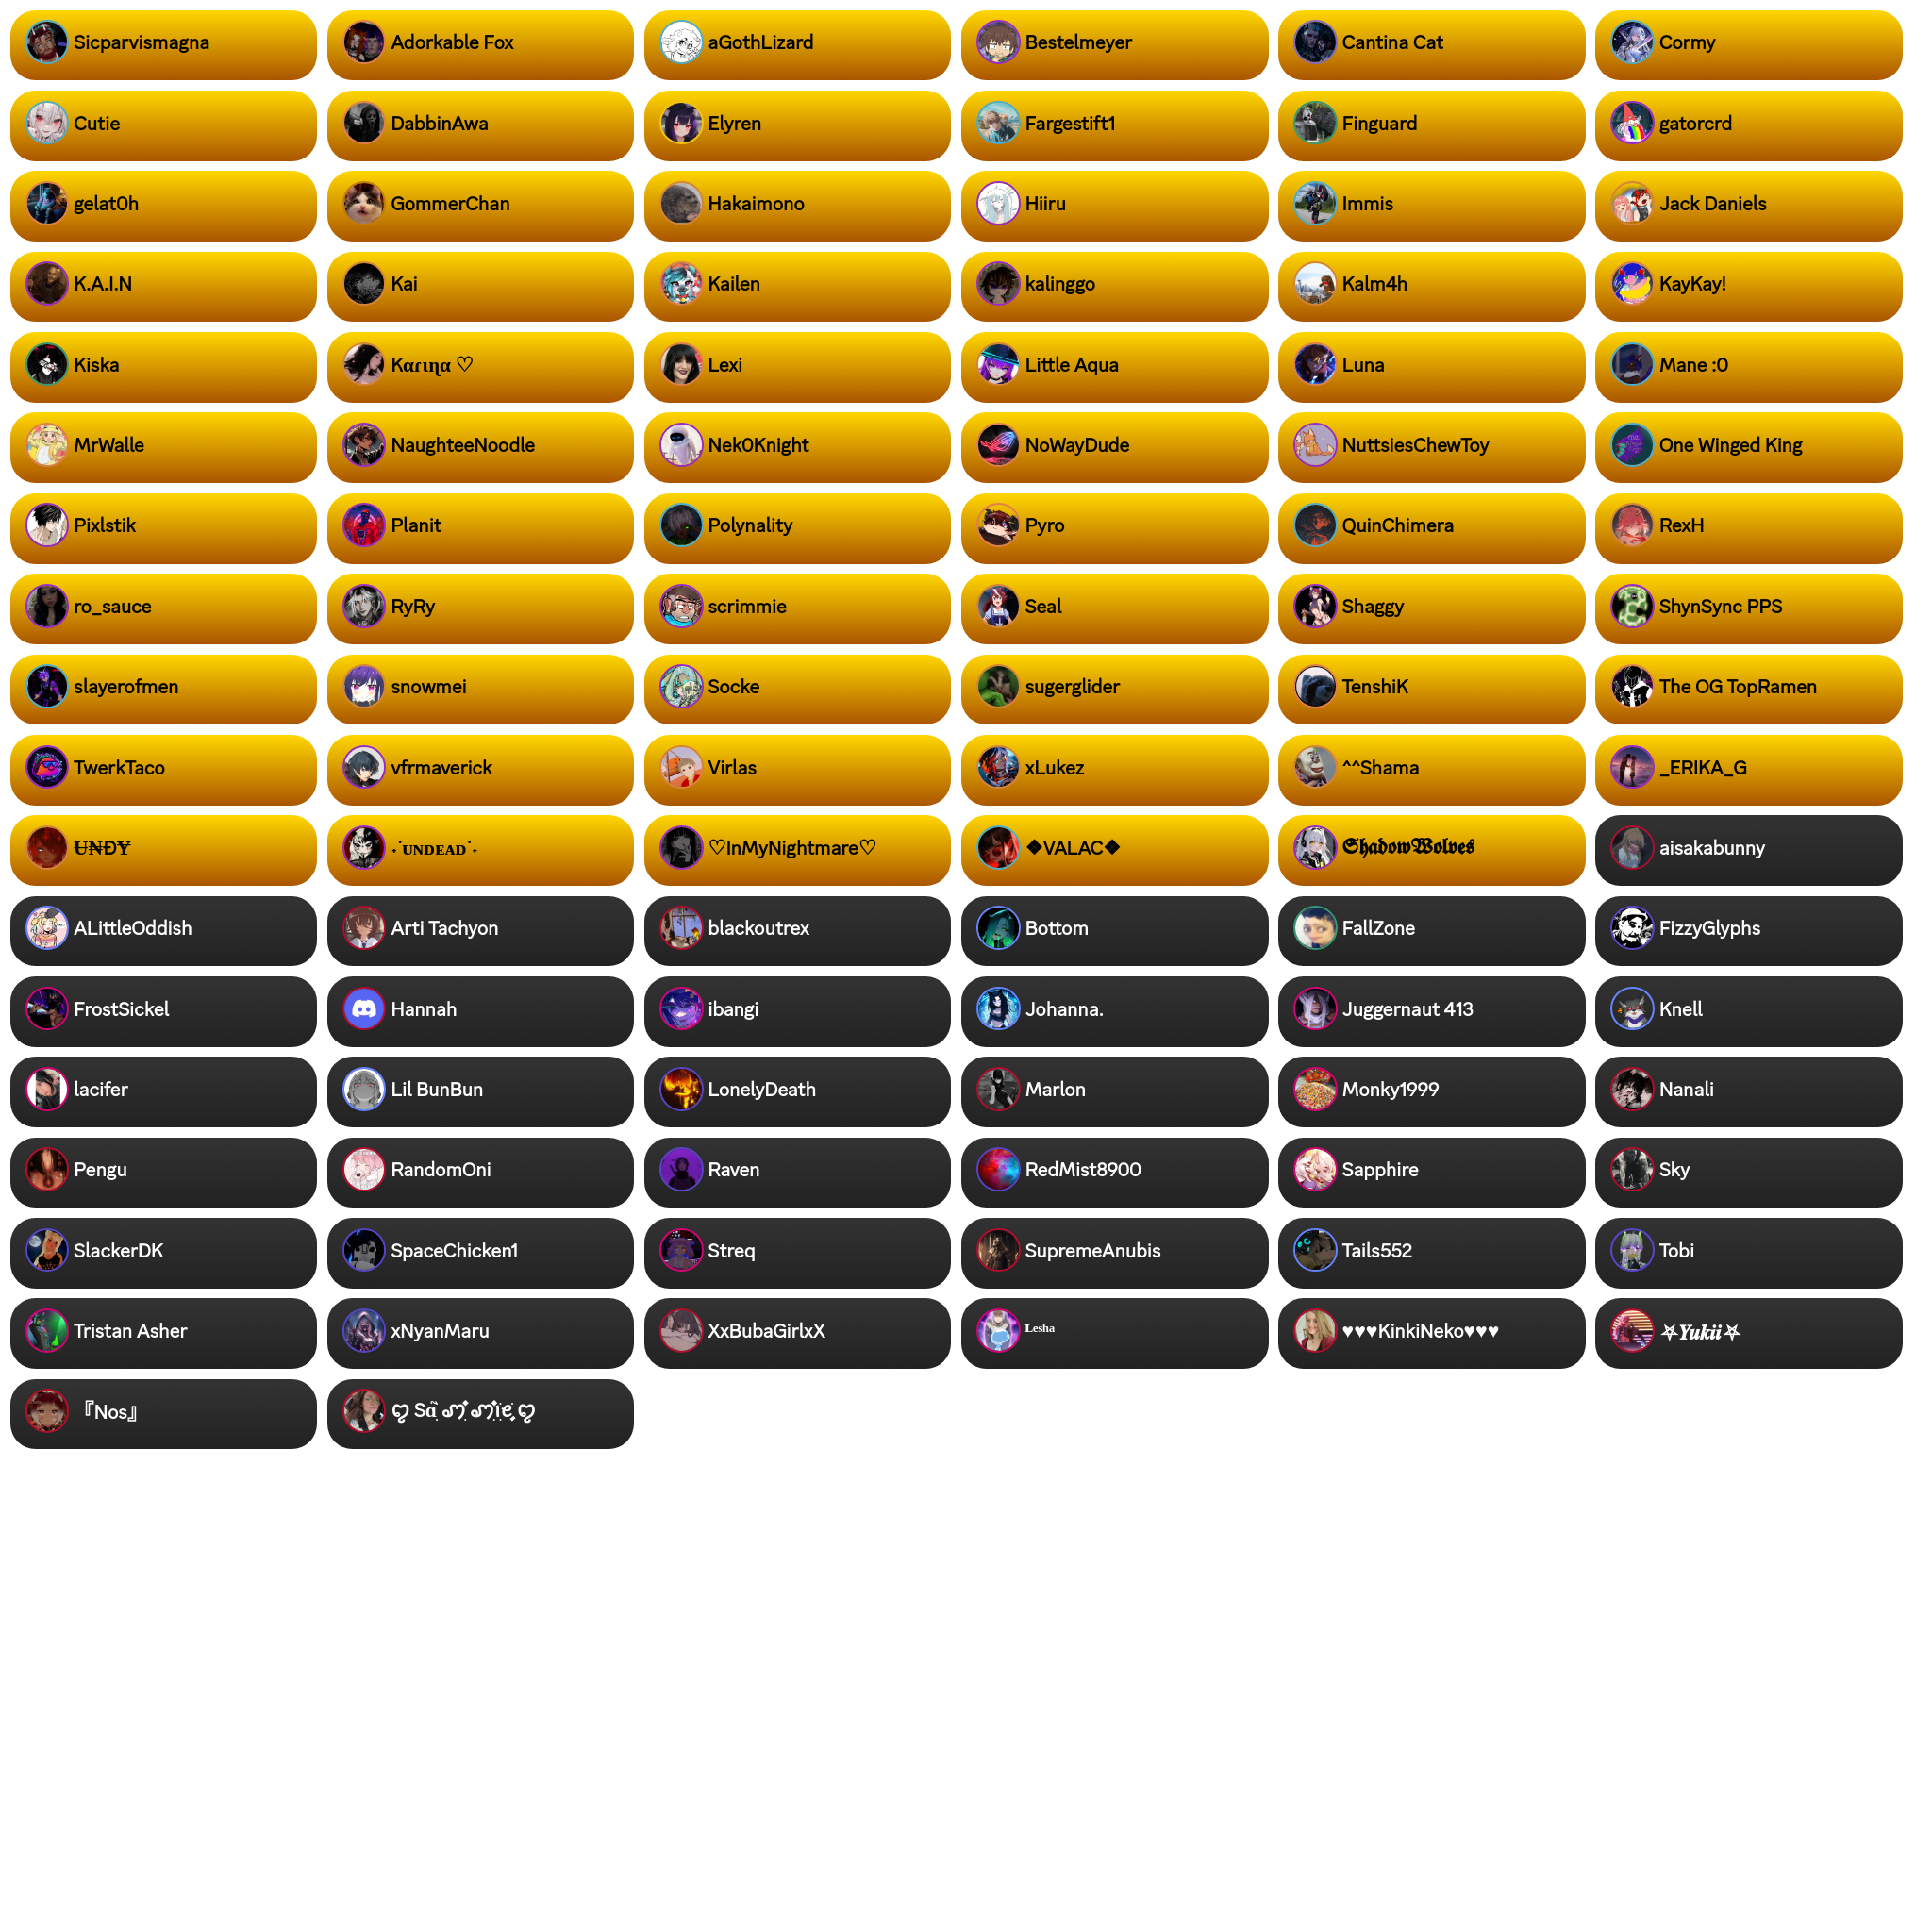 Sicparvismagna
Adorkable Fox
aGothLizard
Bestelmeyer
Cantina Cat
Cormy
Cutie
DabbinAwa
Elyren
Fargestift1
Finguard
gatorcrd
gelat0h
GommerChan
Hakaimono
Hiiru
Immis
Jack Daniels
K.A.I.N
Kai
Kailen
kalinggo
Kalm4h
KayKay!
Kiska
Kαɾιɳα ♡
Lexi
Little Aqua
Luna
Mane :0
MrWalle
NaughteeNoodle
Nek0Knight
NoWayDude
NuttsiesChewToy
One Winged King
Pixlstik
Planit
Polynality
Pyro
QuinChimera
RexH
ro_sauce
RyRy
scrimmie
Seal
Shaggy
ShynSync PPS
slayerofmen
snowmei
Socke
sugerglider
TenshiK
The OG TopRamen
TwerkTaco
vfrmaverick
Virlas
xLukez
^^Shama
_ERIKA_G
U̶₦ĐɎ
˖˙ᴜɴᴅᴇᴀᴅ˙˖
♡InMyNightmare♡
❖VALAC❖
𝕾𝖍𝖆𝖉𝖔𝖜𝖂𝖔𝖑𝖛𝖊𝖘
aisakabunny
ALittleOddish
Arti Tachyon
blackoutrex
Bottom
FallZone
FizzyGlyphs
FrostSickel
Hannah
ibangi
Johanna.
Juggernaut 413
Knell
lacifer
Lil BunBun
LonelyDeath
Marlon
Monky1999
Nanali
Pengu
RandomOni
Raven
RedMist8900
Sapphire
Sky
SlackerDK
SpaceChicken1
Streq
SupremeAnubis
Tails552
Tobi
Tristan Asher
xNyanMaru
XxBubaGirlxX
ᴸᵉˢʰᵃ
♥♥♥KinkiNeko♥♥♥
⛧𝒀𝒖𝒌𝒊𝒊⛧
『Nos』